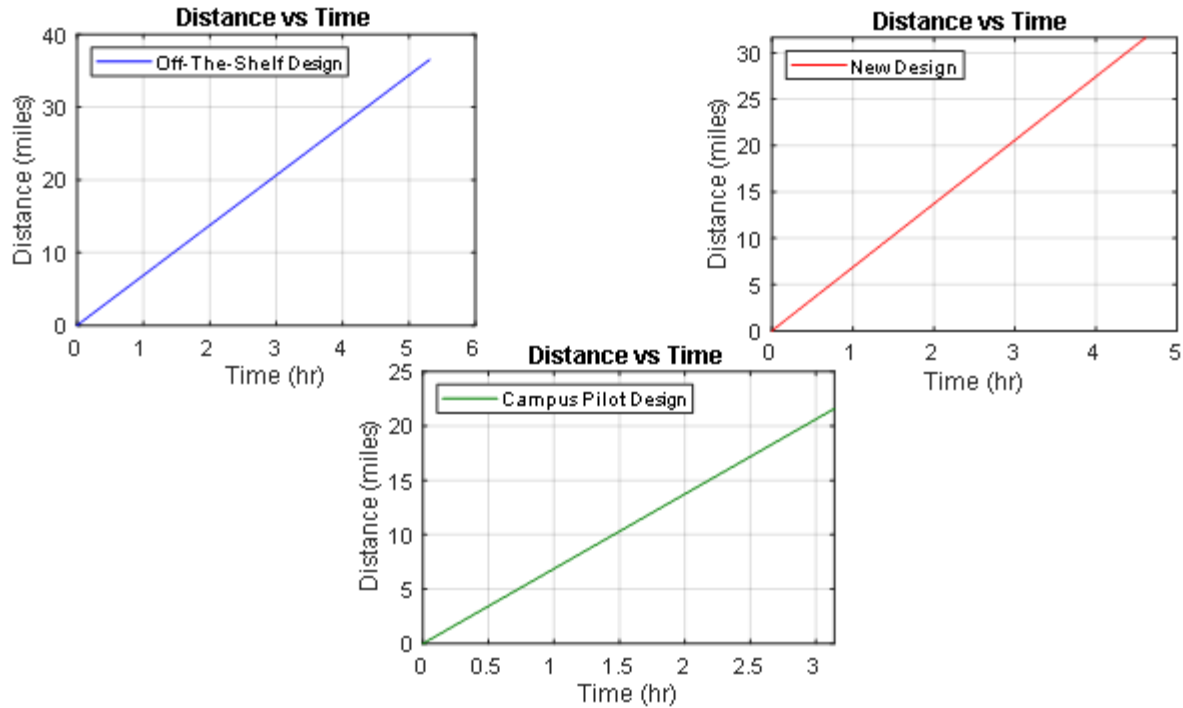 Distance vs Time
40
30
20
10
0
Off-The-Shelf Design
Distance (miles)
0 1 2 3 4 5 6
Time (hr)
Distance vs Time
30
25
20
15
10
5
0
New Design
Distance (miles)
0 1 2 3 4 5
Time (hr)
Distance vs Time
25
20
15
10
5
0
Campus Pilot Design
Distance (miles)
0 0.5 1 1.5 2 2.5 3
Time (hr)